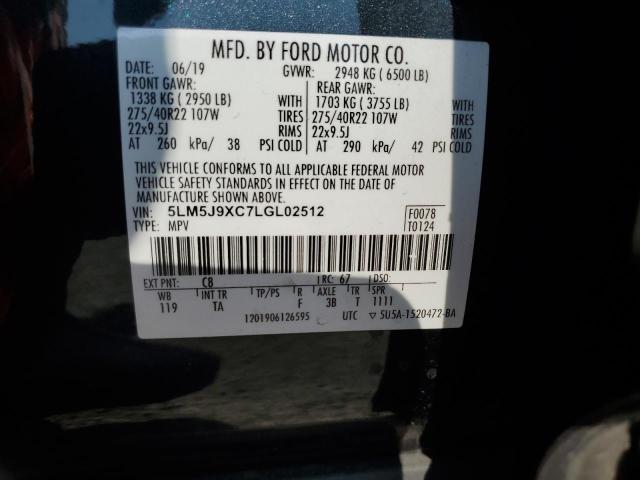 MFD. BY FORD MOTOR CO.
DATE: 06/19 GVWR: 2948 KG ( 6500 LB)
FRONT GAWR: REAR GAWR:
1338 KG ( 2950 LB) WITH 1703 KG ( 3755 LB) WITH
275/40R22 107W TIRES 275/40R22 107W TIRES
22x9.5J RIMS 22x9.5J RIMS
AT 260 kPa/ 38 PSI COLD AT 290 kPa/ 42 PSI COLD
THIS VEHICLE CONFORMS TO ALL APPLICABLE FEDERAL MOTOR
VEHICLE SAFETY STANDARDS IN EFFECT ON THE DATE OF
MANUFACTURE SHOWN ABOVE.
VIN: 5LM5J9XC7LGL02512 F0078
TYPE: MPV T0124
EXT PNT: C8 RC: 67 DSO:
WB INT TR TP/PS R AXLE TR SPR
119 TA F 3B T 1111
1201906126595 UTC ▽ 5U5A-1520472-BA